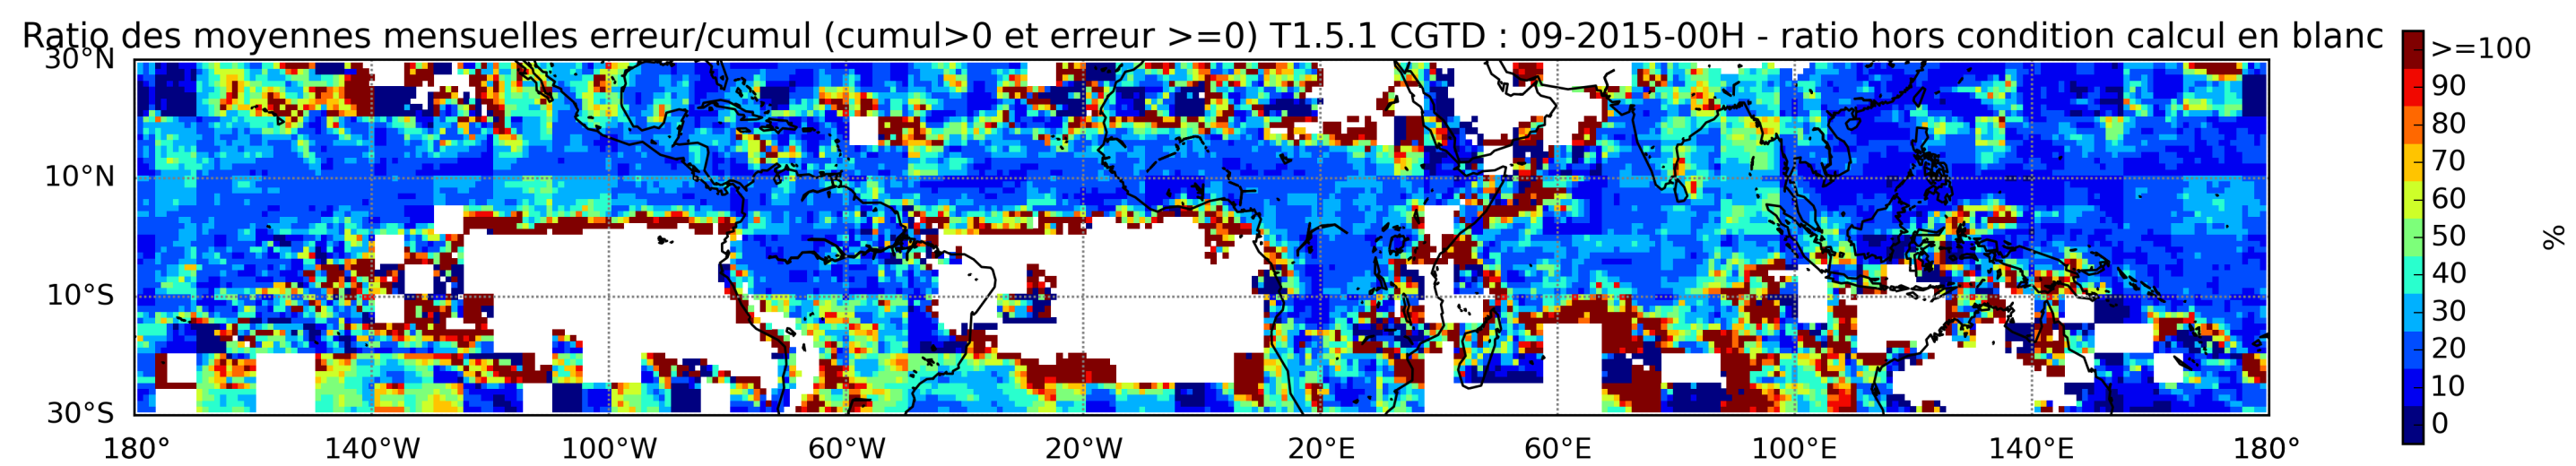 Ratio des moyennes mensuelles erreur/cumul (cumul>0 et erreur >=0) T1.5.1 CGTD : 09-2015-00H - ratio hors condition calcul en blanc
30°N
10°N
10°S
30°S
180° 140°W 100°W 60°W 20°W 20°E 60°E 100°E 140°E 180°
>=100
90
80
70
60
50
40
30
20
10
0
%